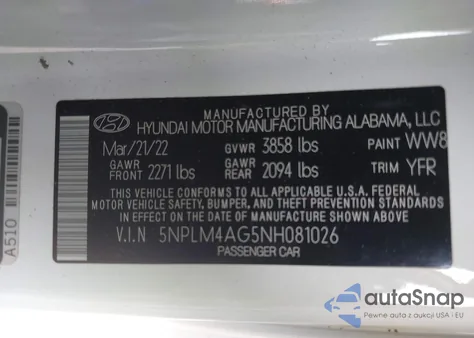 MANUFACTURED BY
HYUNDAI MOTOR MANUFACTURING ALABAMA, LLC
Mar/21/22 GVWR 3858 lbs PAINT WW8
GAWR FRONT 2271 lbs GAWR REAR 2094 lbs TRIM YFR
THIS VEHICLE CONFORMS TO ALL APPLICABLE U.S.A. FEDERAL
MOTOR VEHICLE SAFETY, BUMPER, AND THEFT PREVENTION
STANDARDS IN EFFECT ON THE DATE OF MANUFACTURE SHOWN ABOVE.
V.I.N 5NPLM4AG5NH081026
PASSENGER CAR
A510
autoSnap
Pewne auta z aukcji USA i EU